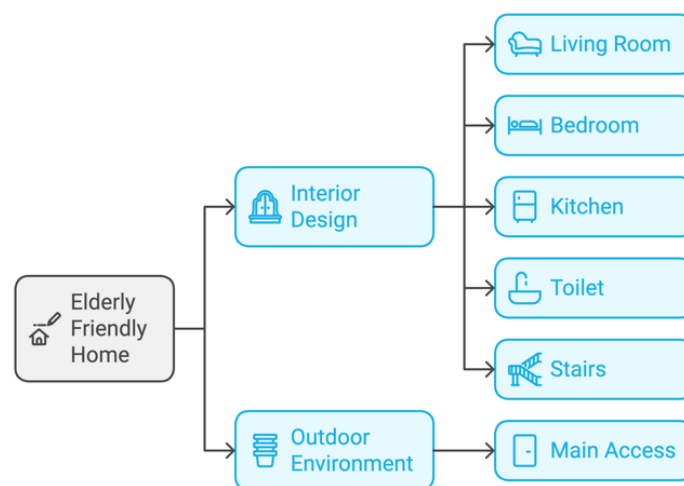 Elderly
Friendly
Home
Interior
Design
Outdoor
Environment
Living Room
Bedroom
Kitchen
Toilet
Stairs
Main Access